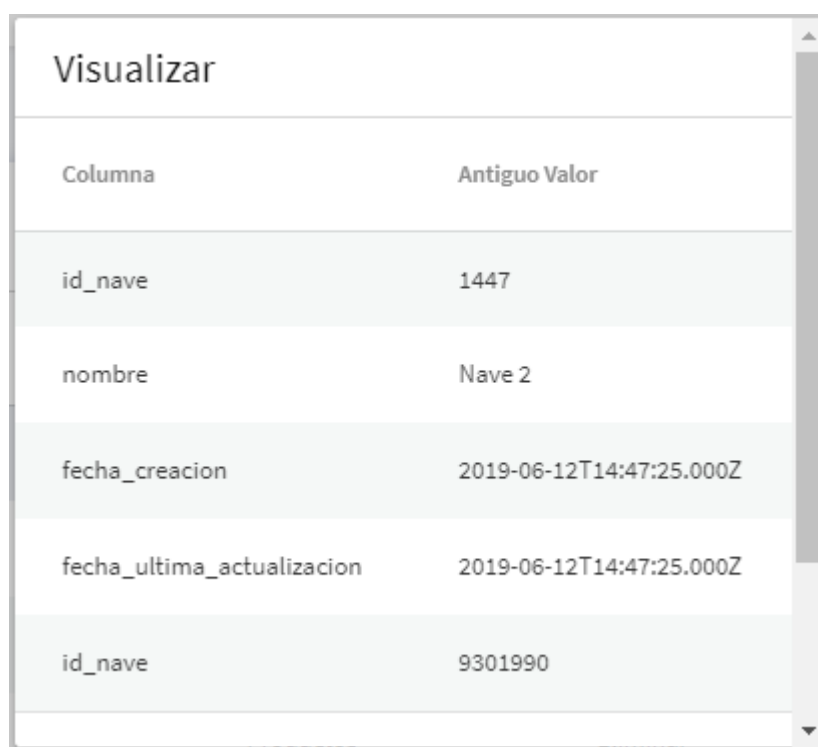 Visualizar
Columna Antiguo Valor
id_nave 1447
nombre Nave 2
fecha_creacion 2019-06-12T14:47:25.000Z
fecha_ultima_actualizacion 2019-06-12T14:47:25.000Z
id_nave 9301990